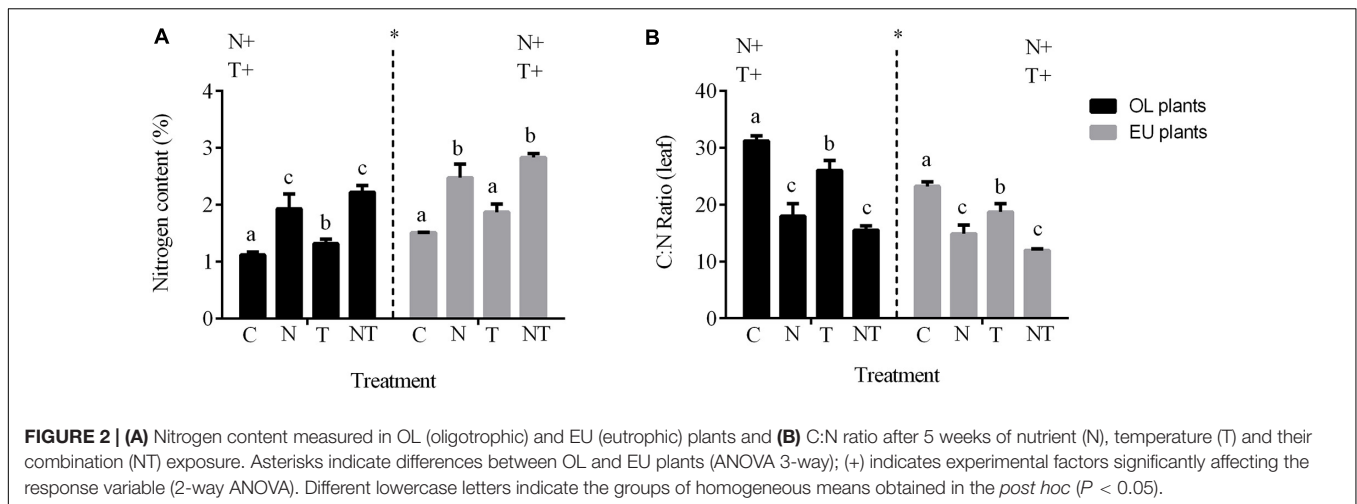 A
N+
T+
*
N+
T+
Nitrogen content (%)
4
3
2
1
0
a
c
b
c
a
b
a
b
C
N
T
NT
C
N
T
NT
Treatment
B
N+
T+
*
N+
T+
C:N Ratio (leaf)
40
30
20
10
0
a
c
b
c
a
c
b
c
C
N
T
NT
C
N
T
NT
Treatment
OL plants
EU plants
FIGURE 2 | (A) Nitrogen content measured in OL (oligotrophic) and EU (eutrophic) plants and (B) C:N ratio after 5 weeks of nutrient (N), temperature (T) and their
combination (NT) exposure. Asterisks indicate differences between OL and EU plants (ANOVA 3-way); (+) indicates experimental factors significantly affecting the
response variable (2-way ANOVA). Different lowercase letters indicate the groups of homogeneous means obtained in the post hoc (P < 0.05).